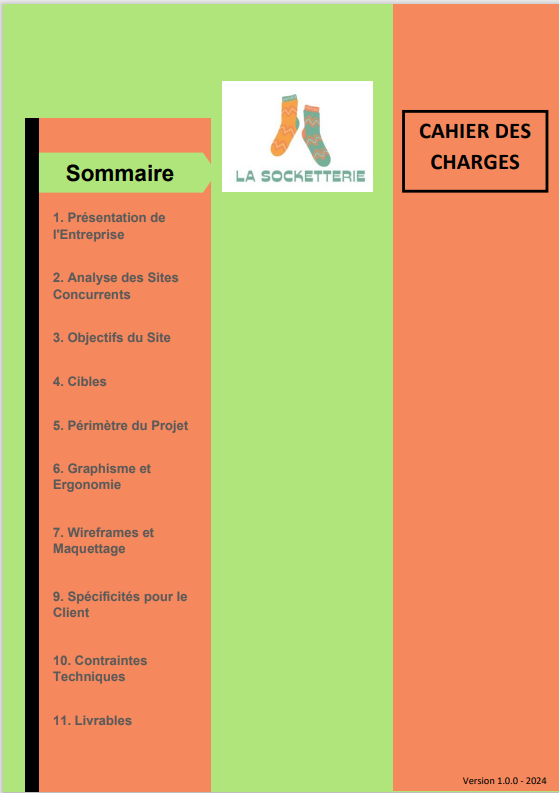 LA SOCKETTERIE
CAHIER DES
CHARGES
Sommaire
1. Présentation de
l'Entreprise
2. Analyse des Sites
Concurrents
3. Objectifs du Site
4. Cibles
5. Périmètre du Projet
6. Graphisme et
Ergonomie
7. Wireframes et
Maquettage
9. Spécificités pour le
Client
10. Contraintes
Techniques
11. Livrables
Version 1.0.0 - 2024